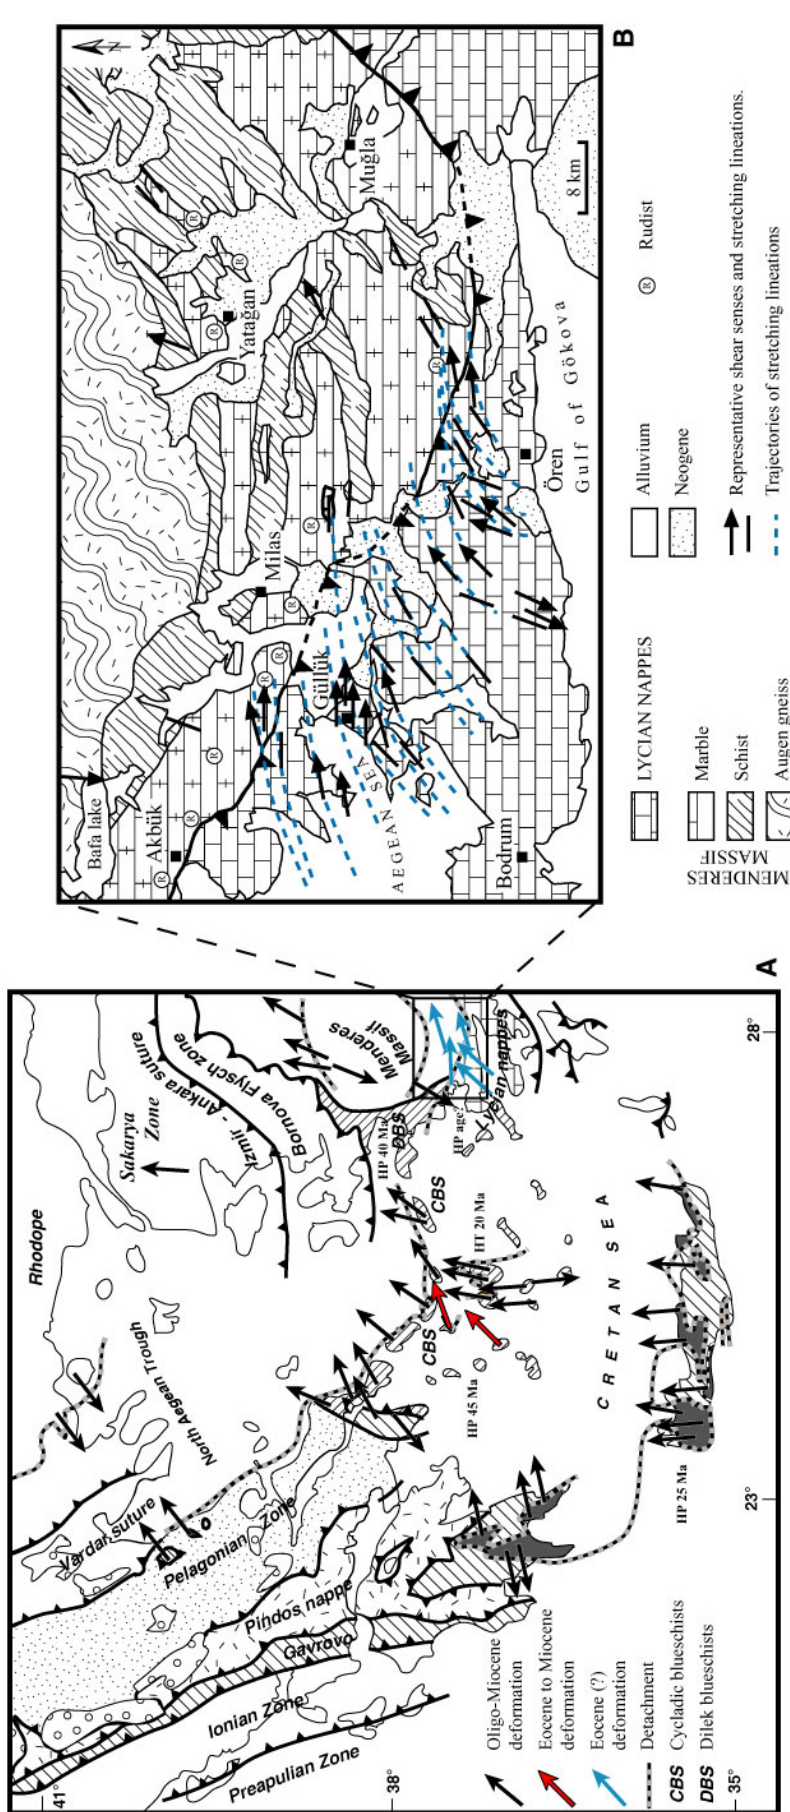 A
Rhodope
Sakarya
Zone
Izmir - Ankara suture
Bornova Flysch zone
Menderes
Massif
Lycian nappes
North Aegean Trough
Vardar suture
Pelagonian Zone
Pindos nappe
Gavrovo
Ionian Zone
Preapulian Zone
HP 40 Ma
DBS
HP age?
CBS
CBS
HT 20 Ma
HP 45 Ma
CRETAN SEA
HP 25 Ma
41°
38°
35°
23°
28°
Oligo-Miocene
deformation
Eocene to Miocene
deformation
Eocene (?)
deformation
Detachment
CBS Cycladic blueschists
DBS Dilek blueschists
B
N
Bafa lake
Akbük
Milas
Yatağan
Muğla
Güllük
AEGEAN SEA
Bodrum
Ören
Gulf of Gökova
8 km
R
R
R
R
R
R
R
R
R
R
R
R
LYCIAN NAPPES
MENDERES
MASSIF
Marble
Schist
Augen gneiss
Alluvium
Neogene
R Rudist
Representative shear senses and stretching lineations.
Trajectories of stretching lineations